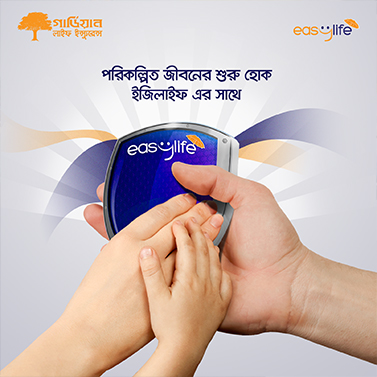 গার্ডিয়ান
লাইফ ইন্স্যুরেন্স
easylife
পরিকল্পিত জীবনের শুরু হোক
ইজিলাইফ এর সাথে
easylife